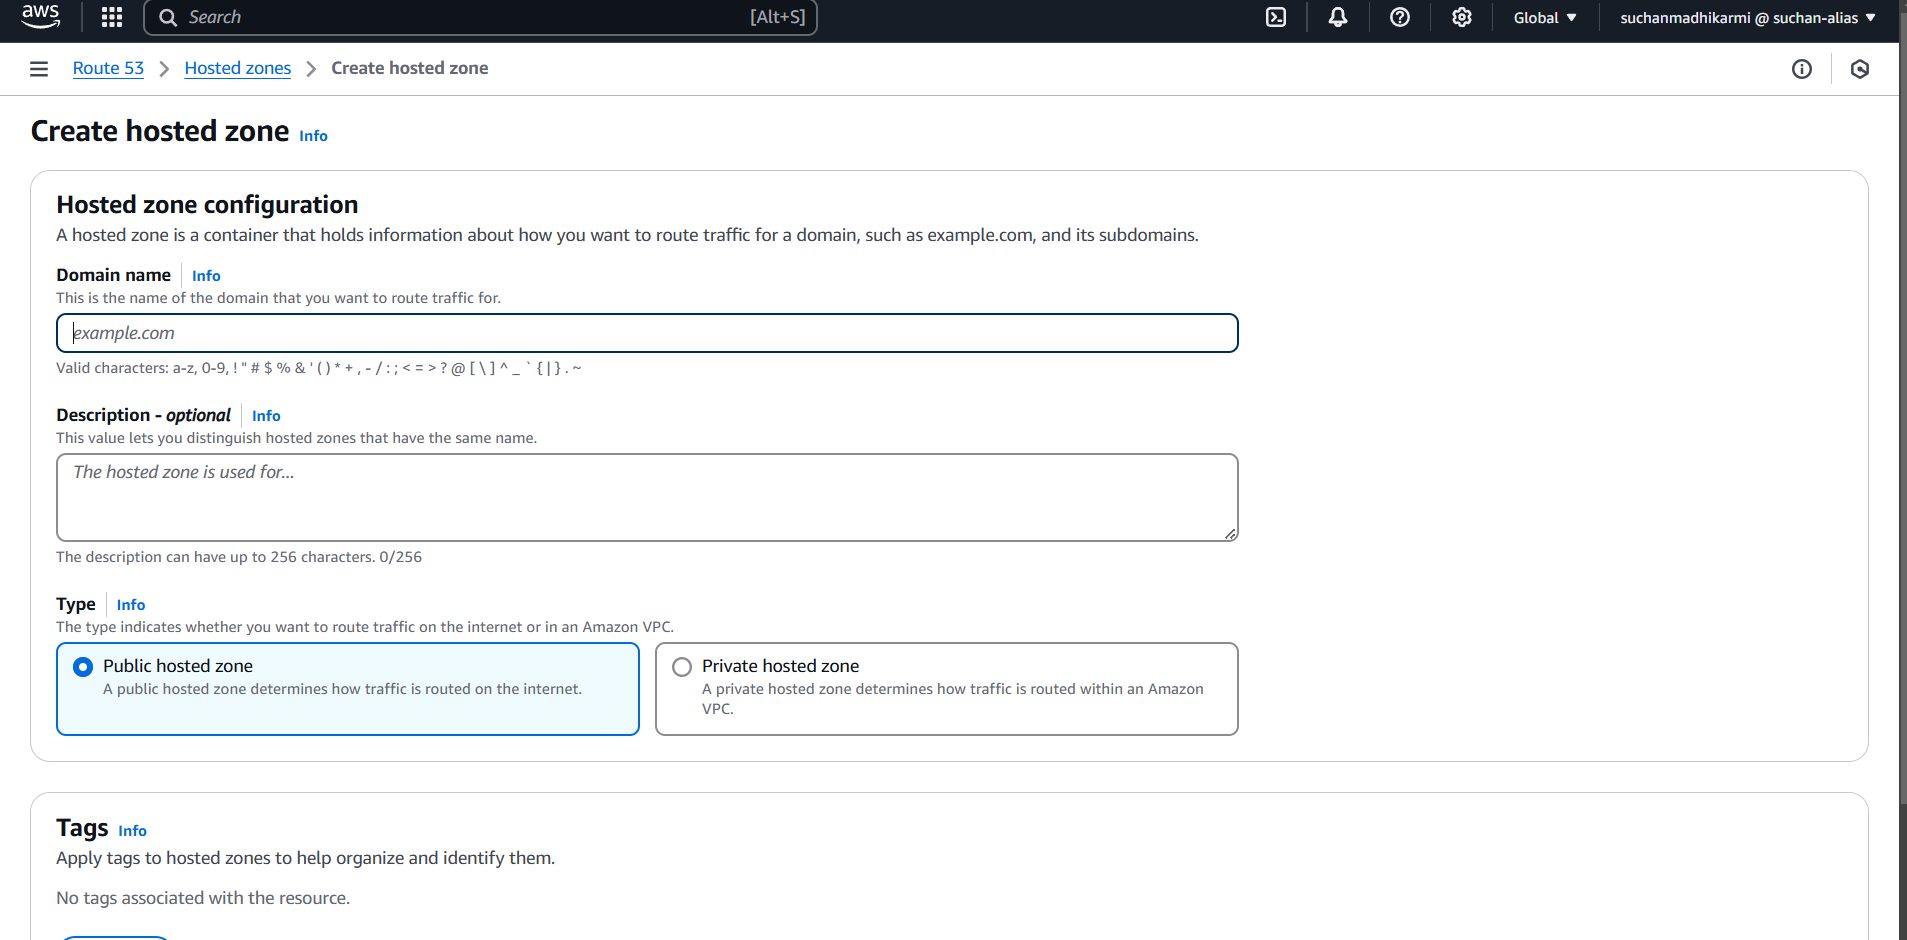 aws
Search [Alt+S]
Global
suchanmadhikarmi @ suchan-alias
Route 53 > Hosted zones > Create hosted zone
Create hosted zone Info
Hosted zone configuration
A hosted zone is a container that holds information about how you want to route traffic for a domain, such as example.com, and its subdomains.
Domain name Info
This is the name of the domain that you want to route traffic for.
example.com
Valid characters: a-z, 0-9, ! " # $ % & ' ( ) * + , - / : ; < = > ? @ [ \ ] ^ _ ` { | } . ~
Description - optional Info
This value lets you distinguish hosted zones that have the same name.
The hosted zone is used for...
The description can have up to 256 characters. 0/256
Type Info
The type indicates whether you want to route traffic on the internet or in an Amazon VPC.
Public hosted zone
A public hosted zone determines how traffic is routed on the internet.
Private hosted zone
A private hosted zone determines how traffic is routed within an Amazon
VPC.
Tags Info
Apply tags to hosted zones to help organize and identify them.
No tags associated with the resource.